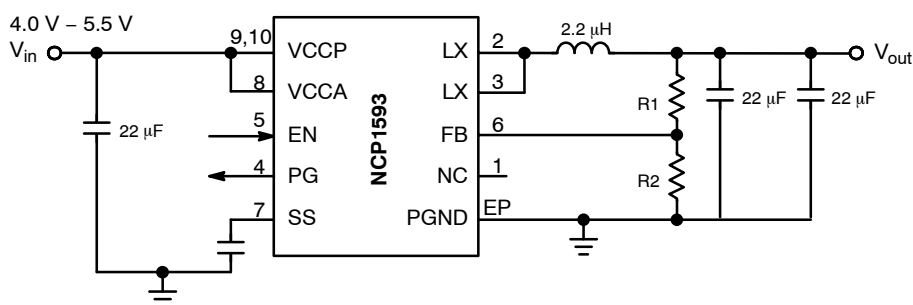 4.0 V – 5.5 V
Vin
9,10
VCCP
LX
2
2.2 μH
Vout
8
VCCA
LX
3
R1
22 μF
22 μF
22 μF
5
EN
NCP1593
FB
6
4
PG
NC
1
R2
7
SS
PGND
EP